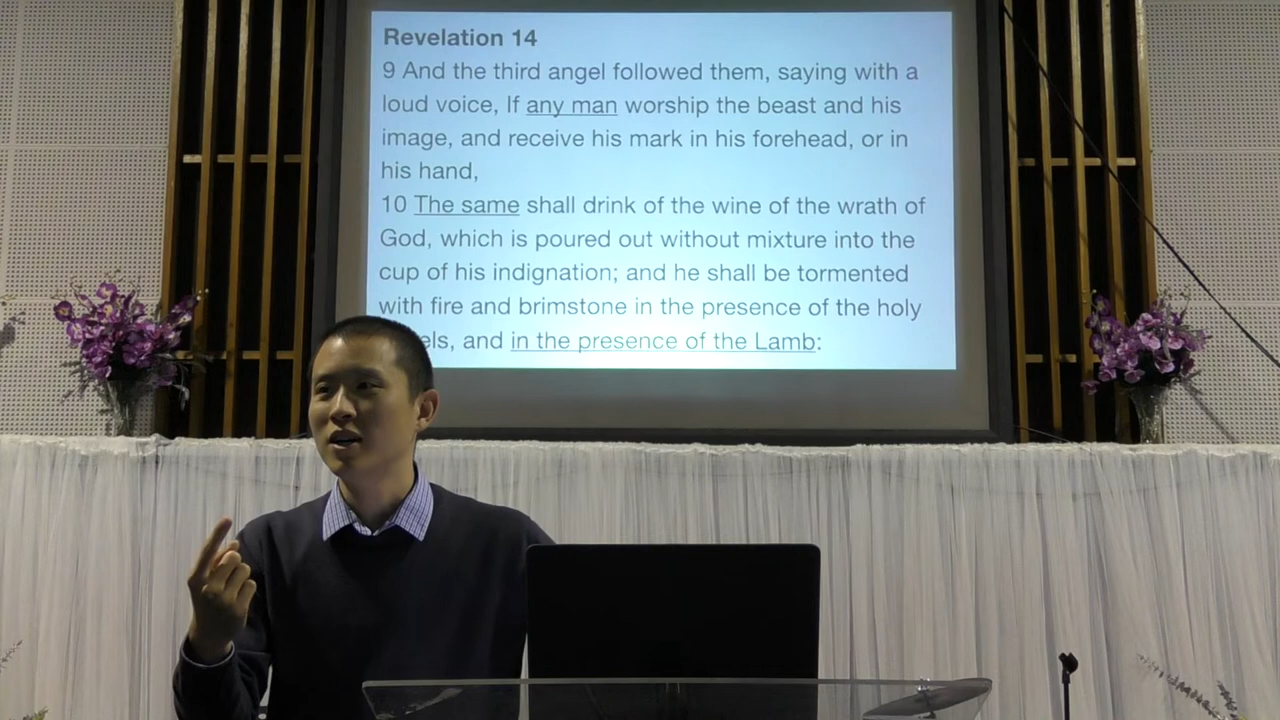 Revelation 14
9 And the third angel followed them, saying with a
loud voice, If any man worship the beast and his
image, and receive his mark in his forehead, or in
his hand,
10 The same shall drink of the wine of the wrath of
God, which is poured out without mixture into the
cup of his indignation; and he shall be tormented
with fire and brimstone in the presence of the holy
els, and in the presence of the Lamb: